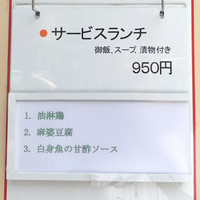 ● サービスランチ
御飯、スープ 漬物付き
950円
1. 油淋鶏
2. 麻婆豆腐
3. 白身魚の甘酢ソース